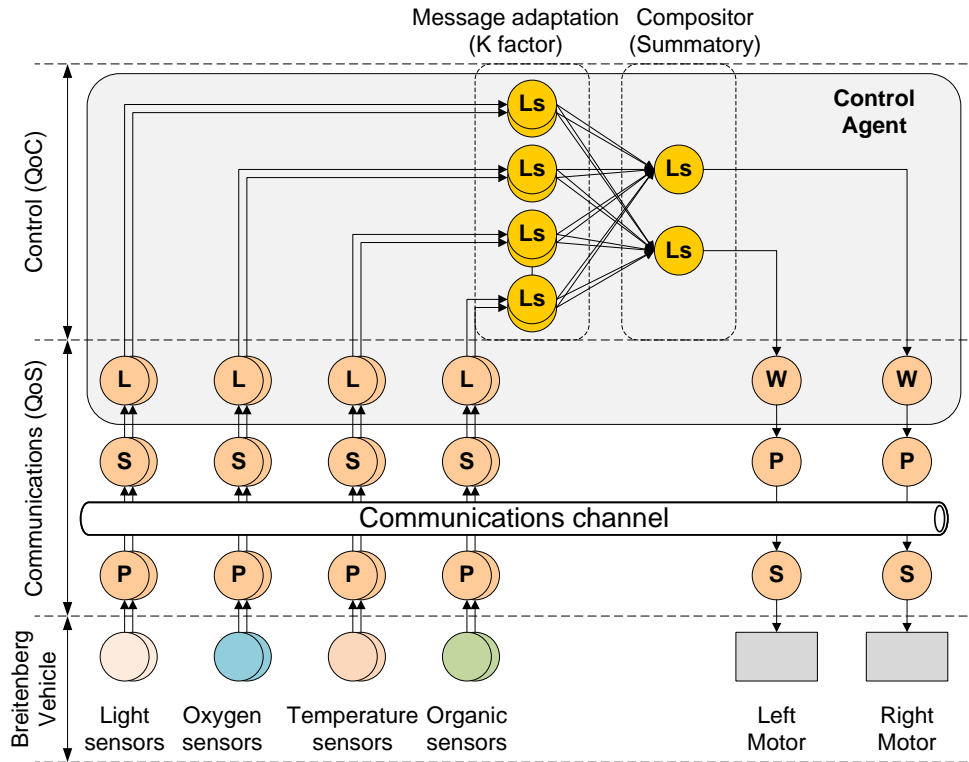 Message adaptation
(K factor)
Compositor
(Summatory)
Control (QoC)
Control
Agent
Ls
Ls
Ls
Ls
Ls
Ls
Communications (QoS)
L
L
L
L
W
W
S
S
S
S
P
P
Communications channel
P
P
P
P
S
S
Breitenberg
Vehicle
Light
sensors
Oxygen
sensors
Temperature
sensors
Organic
sensors
Left
Motor
Right
Motor